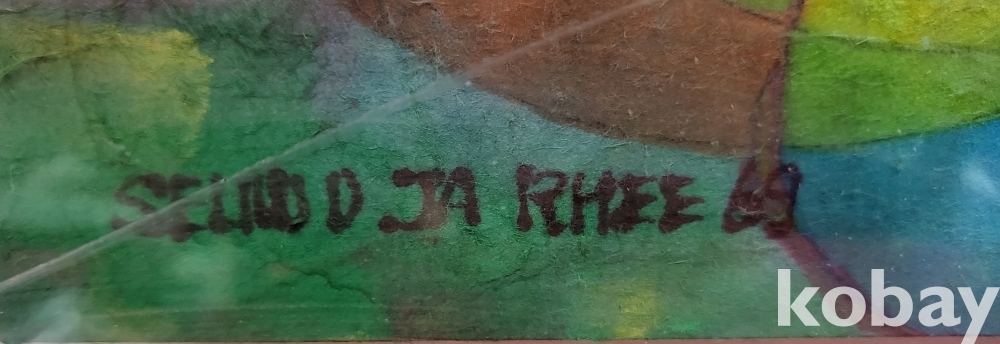 SEUND JA RHEE
kobay